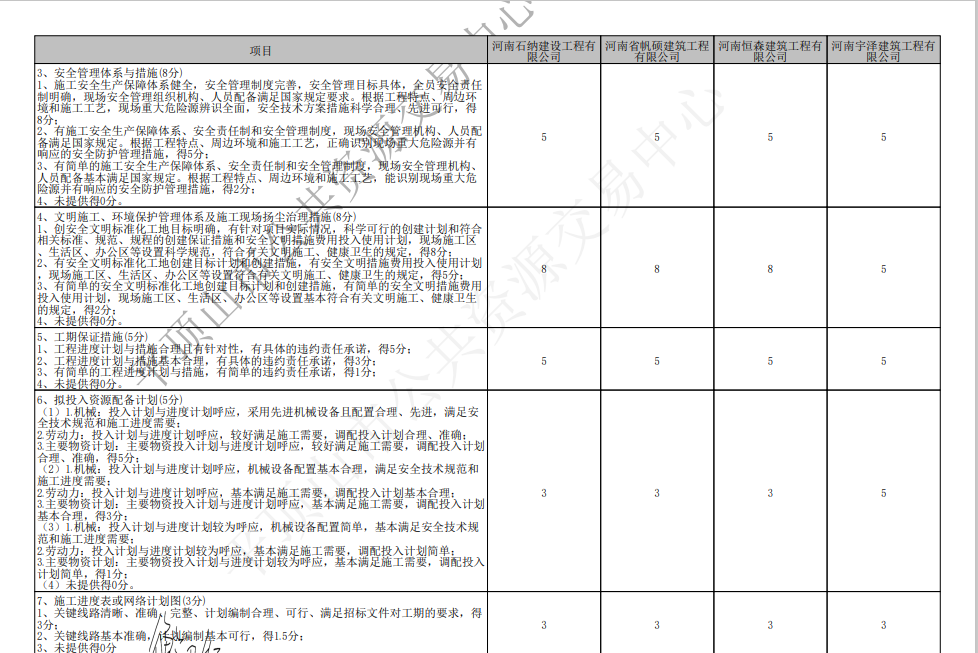 项目
河南石纳建设工程有
限公司
河南省帆硕建筑工程
有限公司
河南恒森建筑工程有
限公司
河南宇泽建筑工程有
限公司
3、安全管理体系与措施(8分)
1、施工安全生产保障体系健全，安全管理制度完善，安全管理目标具体，全员安全责任
制明确，现场安全管理组织机构、人员配备满足国家规定要求。根据工程特点、周边环
境和施工工艺，现场重大危险源辨识全面，安全技术方案措施科学合理、先进可行，得
8分；
2、有施工安全生产保障体系、安全责任制和安全管理制度，现场安全管理机构、人员配
备满足国家规定。根据工程特点、周边环境和施工工艺，正确识别现场重大危险源并有
响应的安全防护管理措施，得5分；
3、有简单的施工安全生产保障体系、安全责任制和安全管理制度，现场安全管理机构、
人员配备基本满足国家规定。根据工程特点、周边环境和施工工艺，能识别现场重大危
险源并有响应的安全防护管理措施，得2分；
4、未提供得0分。
5
5
5
5
4、文明施工、环境保护管理体系及施工现场扬尘治理措施(8分)
1、创安全文明标准化工地目标明确，有针对项目实际情况，科学可行的创建计划和符合
相关标准、规范、规程的创建保证措施和安全文明措施费用投入使用计划，现场施工区
、生活区、办公区等设置科学规范，符合有关文明施工、健康卫生的规定，得8分；
2、有安全文明标准化工地创建目标计划和创建措施，有安全文明措施费用投入使用计划
，现场施工区、生活区、办公区等设置符合有关文明施工、健康卫生的规定，得5分；
3、有简单的安全文明标准化工地创建目标计划和创建措施，有简单的安全文明措施费用
投入使用计划，现场施工区、生活区、办公区等设置基本符合有关文明施工、健康卫生
的规定，得2分；
4、未提供得0分。
8
8
8
5
5、工期保证措施(5分)
1、工程进度计划与措施合理且有针对性，有具体的违约责任承诺，得5分；
2、工程进度计划与措施基本合理，有具体的违约责任承诺，得3分；
3、有简单的工程进度计划与措施，有简单的违约责任承诺，得1分；
4、未提供得0分。
5
5
5
5
6、拟投入资源配备计划(5分)
（1）1.机械：投入计划与进度计划呼应，采用先进机械设备且配置合理、先进，满足安
全技术规范和施工进度需要；
2.劳动力：投入计划与进度计划呼应，较好满足施工需要，调配投入计划合理、准确；
3.主要物资计划：主要物资投入计划与进度计划呼应，较好满足施工需要，调配投入计划
合理、准确，得5分；
（2）1.机械：投入计划与进度计划呼应，机械设备配置基本合理，满足安全技术规范和
施工进度需要；
2.劳动力：投入计划与进度计划呼应，基本满足施工需要，调配投入计划基本合理；
3.主要物资计划：主要物资投入计划与进度计划呼应，基本满足施工需要，调配投入计划
基本合理，得3分；
（3）1.机械：投入计划与进度计划较为呼应，机械设备配置简单，基本满足安全技术规
范和施工进度需要；
2.劳动力：投入计划与进度计划较为呼应，基本满足施工需要，调配投入计划简单；
3.主要物资计划：主要物资投入计划与进度计划较为呼应，基本满足施工需要，调配投入
计划简单，得1分；
（4）未提供得0分。
3
3
3
5
7、施工进度表或网络计划图(3分)
1、关键线路清晰、准确、完整、计划编制合理、可行、满足招标文件对工期的要求，得
3分；
2、关键线路基本准确，计划编制基本可行，得1.5分；
3、未提供得0分
3
3
3
3
平顶山市公共资源交易中心
平顶山市公共资源交易中心